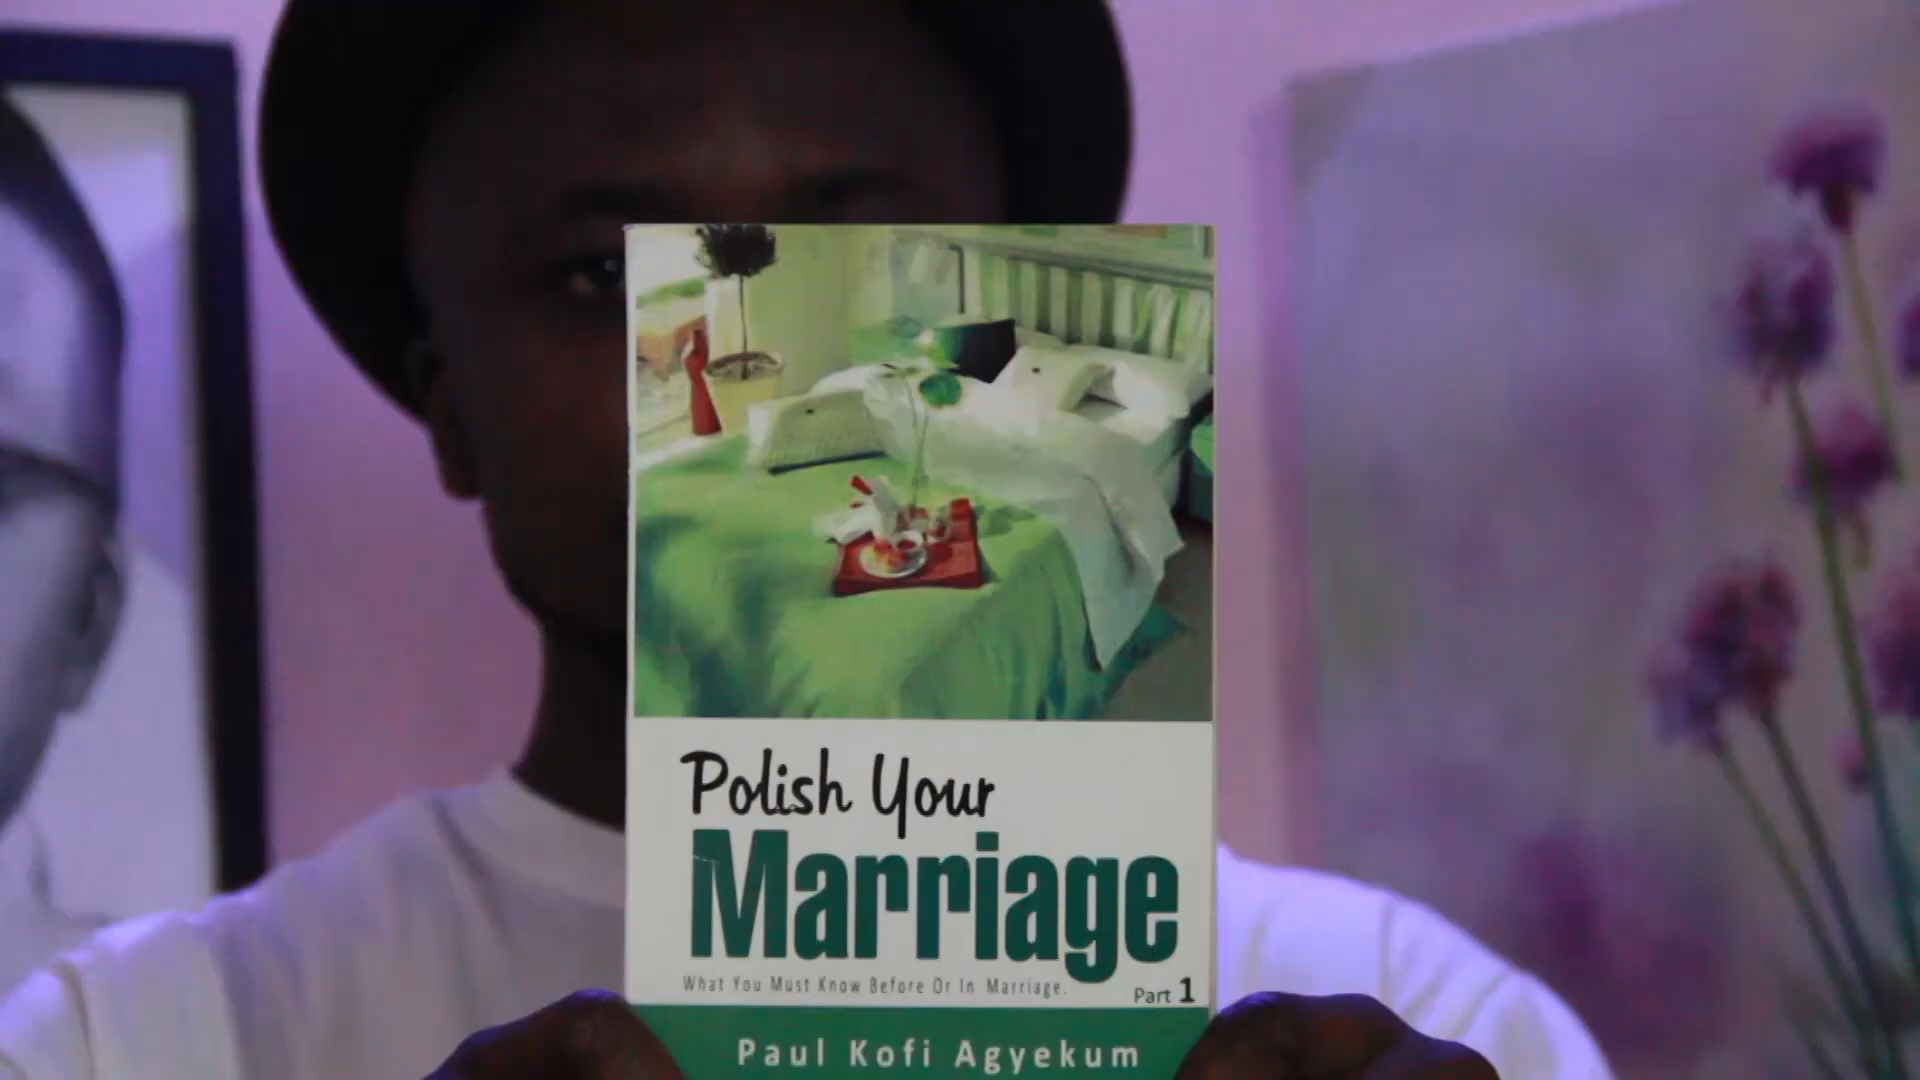 Polish Your
Marriage
What You Must Know Before Or In Marriage.
Part 1
Paul Kofi Agyekum